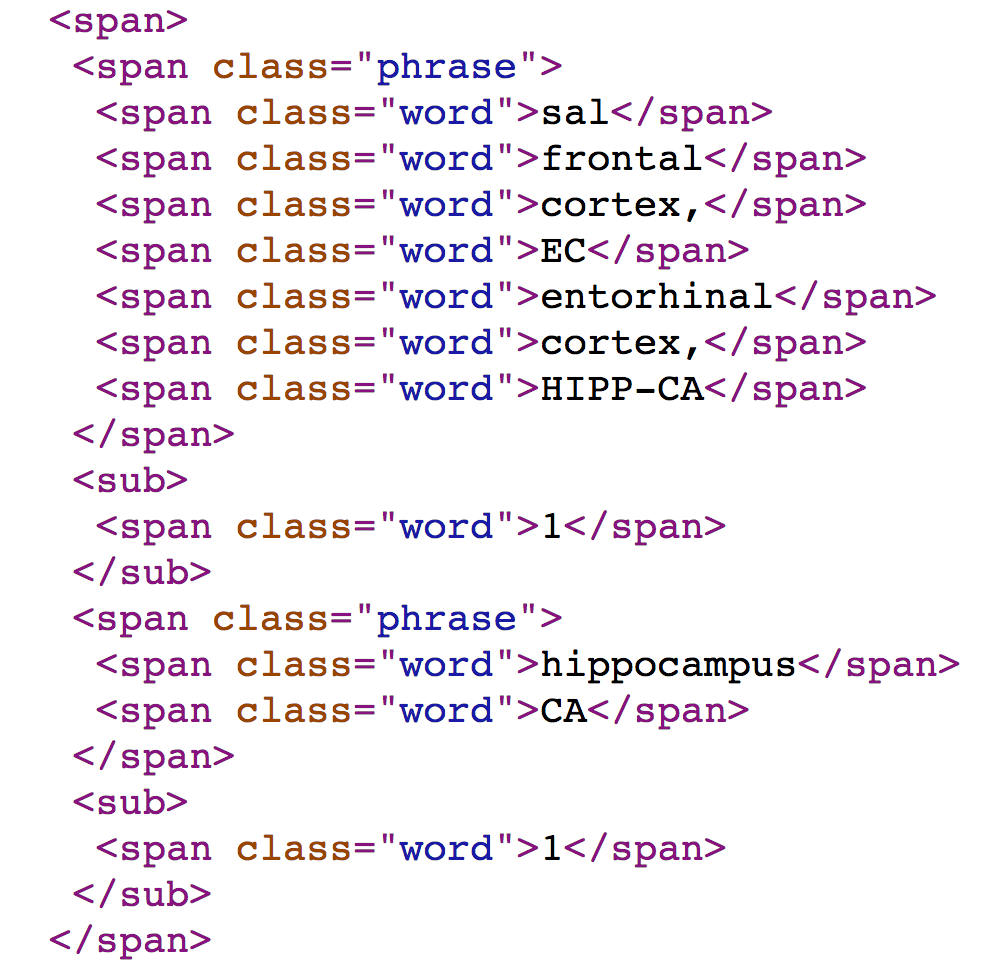 <span>
<span class="phrase">
<span class="word">sal</span>
<span class="word">frontal</span>
<span class="word">cortex,</span>
<span class="word">EC</span>
<span class="word">entorhinal</span>
<span class="word">cortex,</span>
<span class="word">HIPP-CA</span>
</span>
<sub>
<span class="word">1</span>
</sub>
<span class="phrase">
<span class="word">hippocampus</span>
<span class="word">CA</span>
</span>
<sub>
<span class="word">1</span>
</sub>
</span>